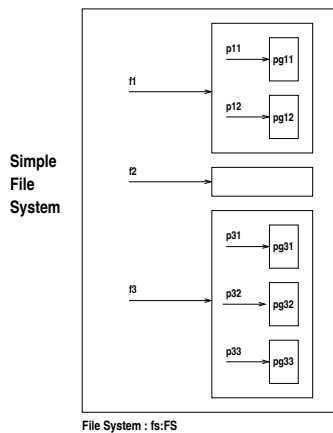 Simple
File
System
f1
p11
pg11
p12
pg12
f2
f3
p31
pg31
p32
pg32
p33
pg33
File System : fs:FS